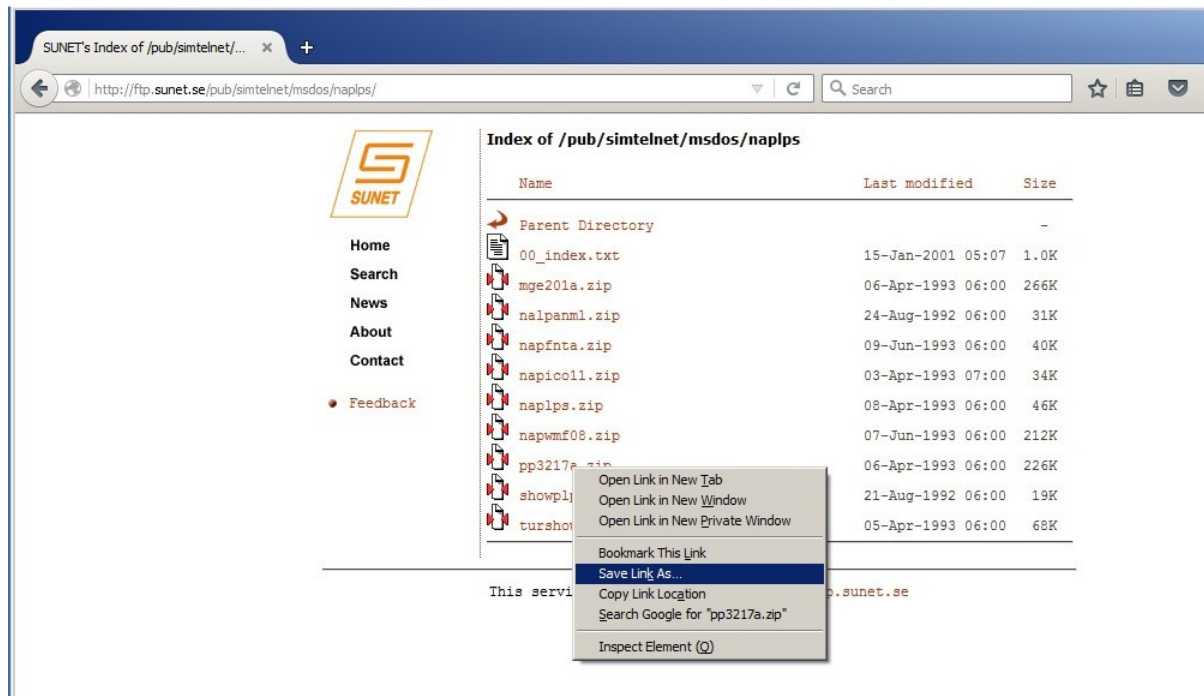 SUNET's Index of /pub/simtelnet/...
http://ftp.sunet.se/pub/simtelnet/msdos/naplps/
Search
SUNET
Home
Search
News
About
Contact
Feedback
Index of /pub/simtelnet/msdos/naplps
Name Last modified Size
Parent Directory -
00_index.txt 15-Jan-2001 05:07 1.0K
mge201a.zip 06-Apr-1993 06:00 266K
nalpanml.zip 24-Aug-1992 06:00 31K
napfnta.zip 09-Jun-1993 06:00 40K
napico11.zip 03-Apr-1993 07:00 34K
naplps.zip 08-Apr-1993 06:00 46K
napwmf08.zip 07-Jun-1993 06:00 212K
pp3217a.zip 06-Apr-1993 06:00 226K
showpl 21-Aug-1992 06:00 19K
tursho 05-Apr-1993 06:00 68K
This servi p.sunet.se
Open Link in New Tab
Open Link in New Window
Open Link in New Private Window
Bookmark This Link
Save Link As...
Copy Link Location
Search Google for "pp3217a.zip"
Inspect Element (Q)